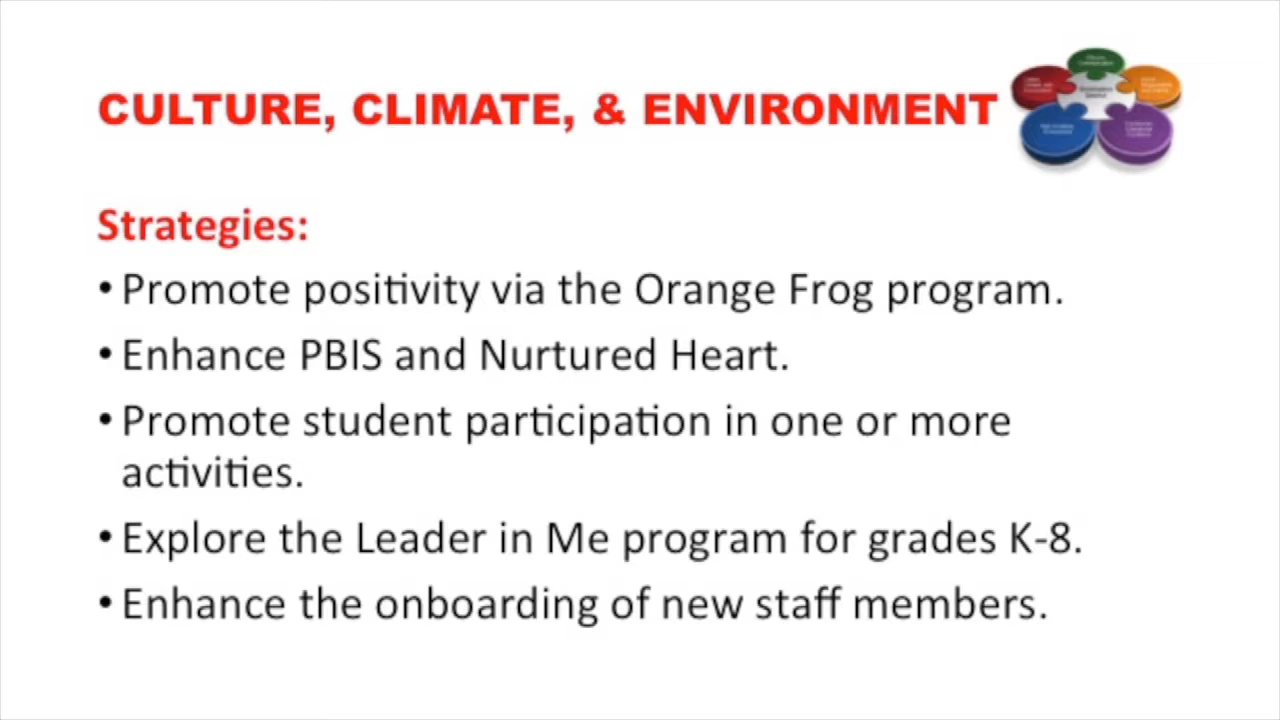 CULTURE, CLIMATE, & ENVIRONMENT
Strategies:
• Promote positivity via the Orange Frog program.
• Enhance PBIS and Nurtured Heart.
• Promote student participation in one or more
activities.
• Explore the Leader in Me program for grades K-8.
• Enhance the onboarding of new staff members.